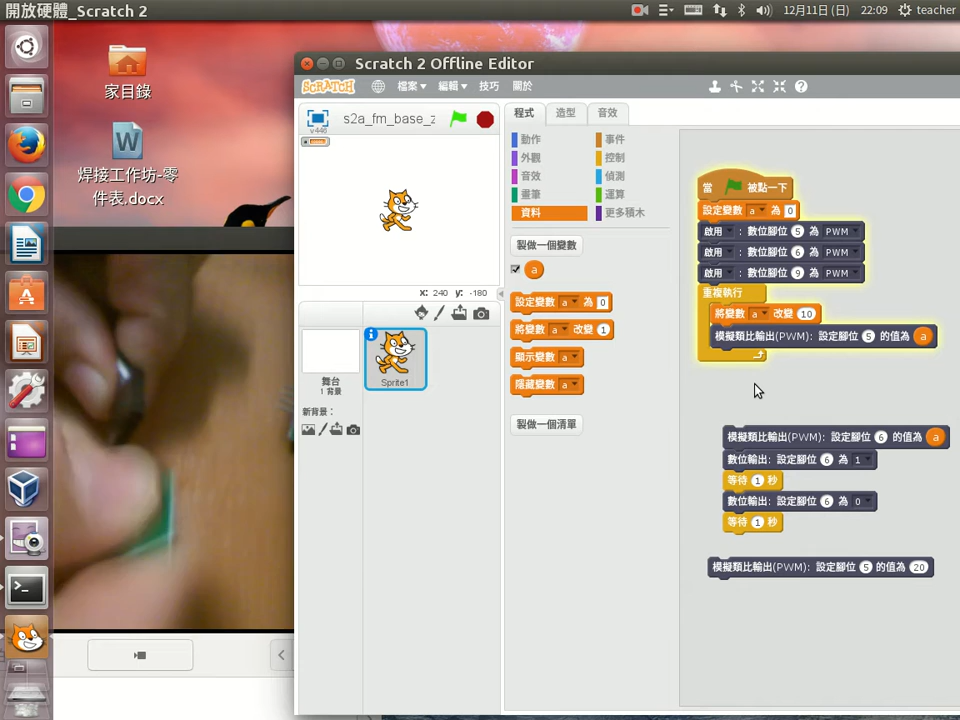 開放硬體_Scratch 2
12月11日 (日) 22:09 teacher
家目錄
焊接工作坊-零
件表.docx
Scratch 2 Offline Editor
SCRATCH 檔案 編輯 技巧 關於
v446
s2a_fm_base_z
x: 240 y: -180
Sprite1
舞台
1 背景
新背景：
程式 造型 音效
動作 事件
外觀 控制
音效 偵測
畫筆 運算
資料 更多積木
製做一個變數
a
設定變數 a 為 0
將變數 a 改變 1
顯示變數 a
隱藏變數 a
製做一個清單
當 被點一下
設定變數 a 為 0
啟用 : 數位腳位 5 為 PWM
啟用 : 數位腳位 6 為 PWM
啟用 : 數位腳位 9 為 PWM
重複執行
將變數 a 改變 10
模擬類比輸出(PWM): 設定腳位 5 的值為 a
模擬類比輸出(PWM): 設定腳位 6 的值為 a
數位輸出: 設定腳位 6 為 1
等待 1 秒
數位輸出: 設定腳位 6 為 0
等待 1 秒
模擬類比輸出(PWM): 設定腳位 5 的值為 20